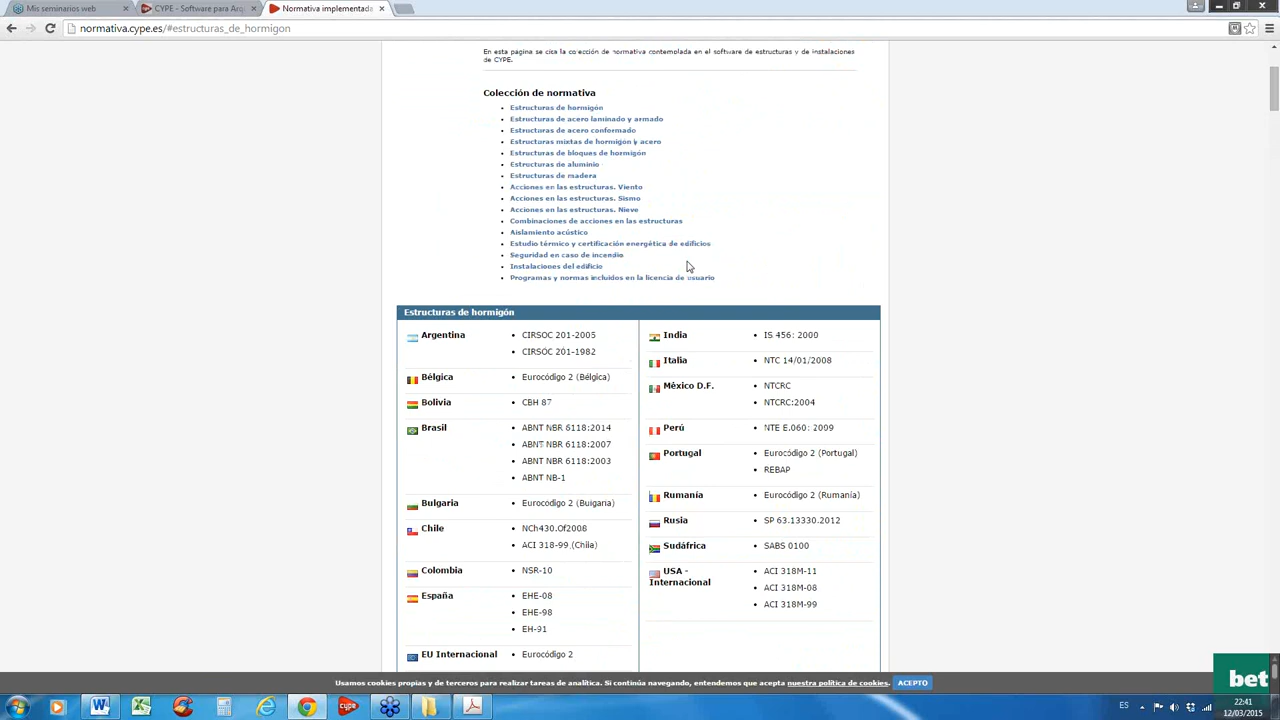 Mis seminarios web
CYPE - Software para Arq
Normativa implementada
normativa.cype.es/#estructuras_de_hormigon
En esta página se cita la colección de normativa contemplada en el software de estructuras y de instalaciones
de CYPE.
Colección de normativa
Estructuras de hormigón
Estructuras de acero laminado y armado
Estructuras de acero conformado
Estructuras mixtas de hormigón y acero
Estructuras de bloques de hormigón
Estructuras de aluminio
Estructuras de madera
Acciones en las estructuras. Viento
Acciones en las estructuras. Sismo
Acciones en las estructuras. Nieve
Combinaciones de acciones en las estructuras
Aislamiento acústico
Estudio térmico y certificación energética de edificios
Seguridad en caso de incendio
Instalaciones del edificio
Programas y normas incluidos en la licencia de usuario
Estructuras de hormigón
Argentina
CIRSOC 201-2005
CIRSOC 201-1982
Bélgica
Eurocódigo 2 (Bélgica)
Bolivia
CBH 87
Brasil
ABNT NBR 6118:2014
ABNT NBR 6118:2007
ABNT NBR 6118:2003
ABNT NB-1
Bulgaria
Eurocódigo 2 (Bulgaria)
Chile
NCh430.Of2008
ACI 318-99 (Chile)
Colombia
NSR-10
España
EHE-08
EHE-98
EH-91
EU Internacional
Eurocódigo 2
India
IS 456: 2000
Italia
NTC 14/01/2008
México D.F.
NTCRC
NTCRC:2004
Perú
NTE E.060: 2009
Portugal
Eurocódigo 2 (Portugal)
REBAP
Rumanía
Eurocódigo 2 (Rumanía)
Rusia
SP 63.13330.2012
Sudáfrica
SABS 0100
USA -
Internacional
ACI 318M-11
ACI 318M-08
ACI 318M-99
Usamos cookies propias y de terceros para realizar tareas de analítica. Si continúa navegando, entendemos que acepta nuestra política de cookies. ACEPTO
bet
cype
ES
22:41
12/03/2015